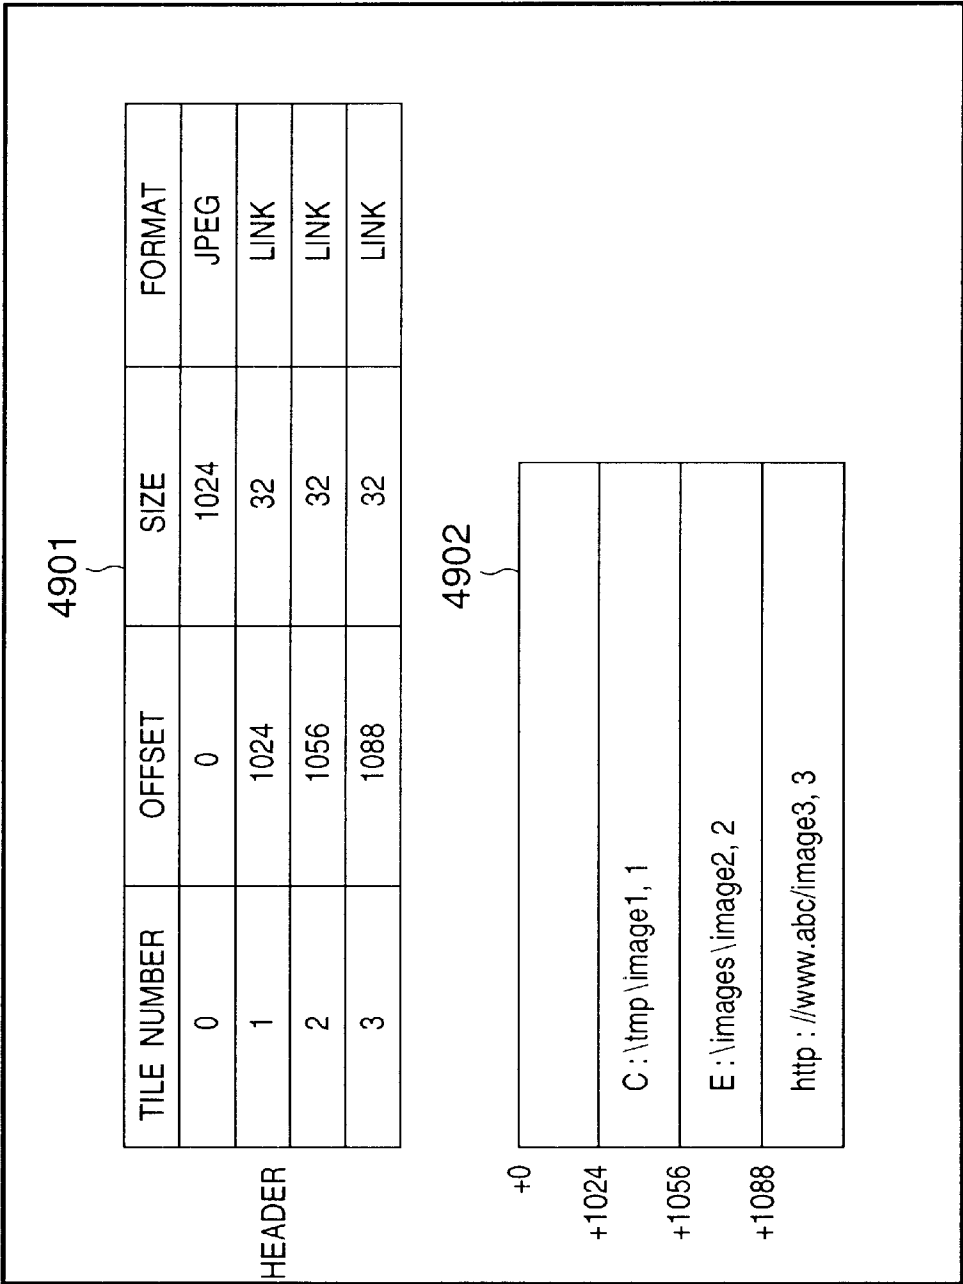 4901
TILE NUMBER OFFSET SIZE FORMAT
0 0 1024 JPEG
HEADER 1 1024 32 LINK
2 1056 32 LINK
3 1088 32 LINK
4902
+0
+1024 C : \tmp\image1, 1
+1056 E : \images\image2, 2
+1088 http : //www.abc/image3, 3